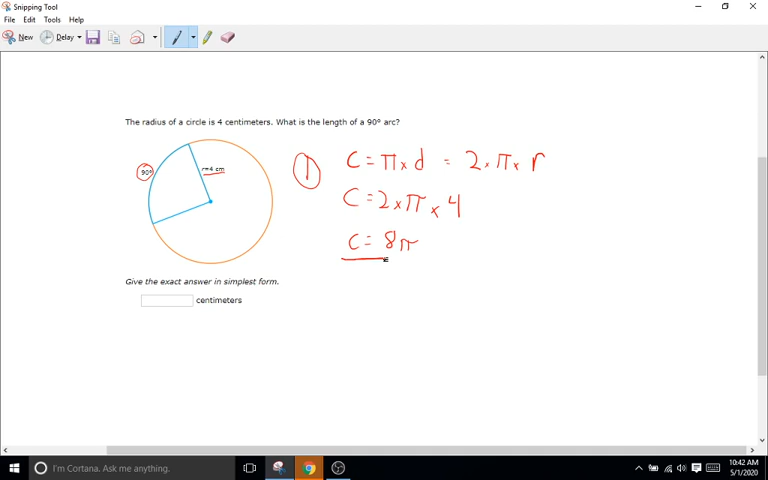 Snipping Tool
File Edit Tools Help
New Delay
The radius of a circle is 4 centimeters. What is the length of a 90° arc?
90°
r=4 cm
① C = π × d = 2 × π × r
C = 2 × π × 4
C = 8π
Give the exact answer in simplest form.
centimeters
I'm Cortana. Ask me anything.
10:42 AM
5/1/2020